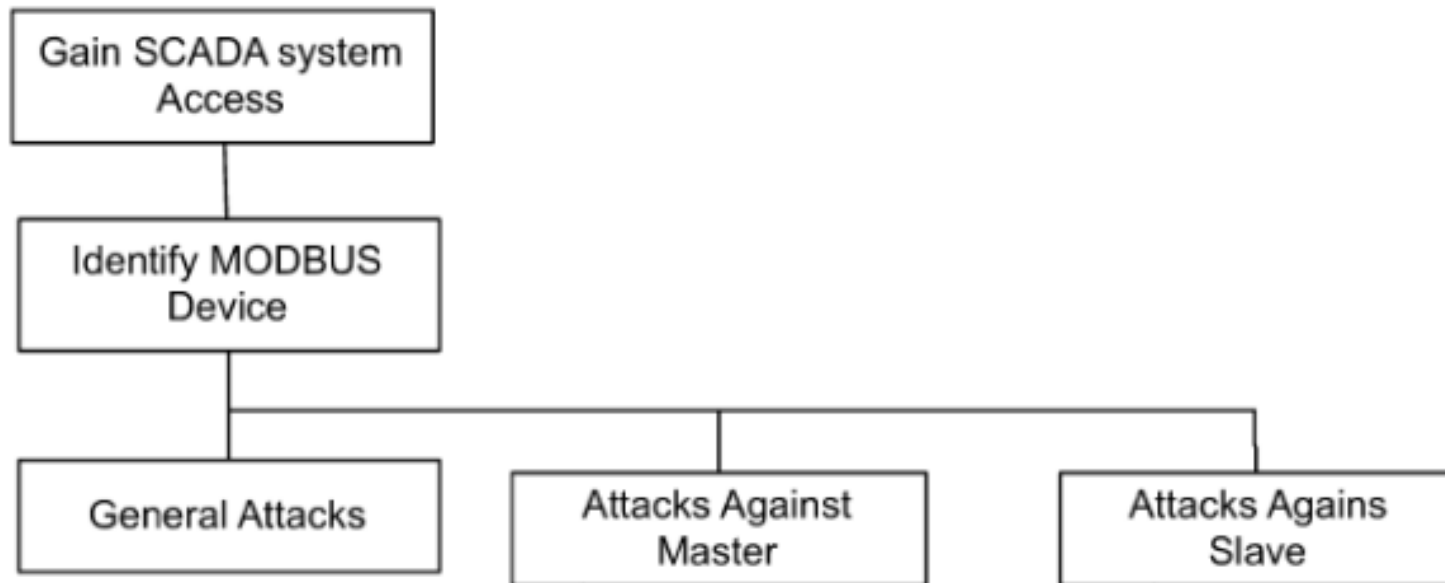 Gain SCADA system
Access
Identify MODBUS
Device
General Attacks
Attacks Against
Master
Attacks Agains
Slave